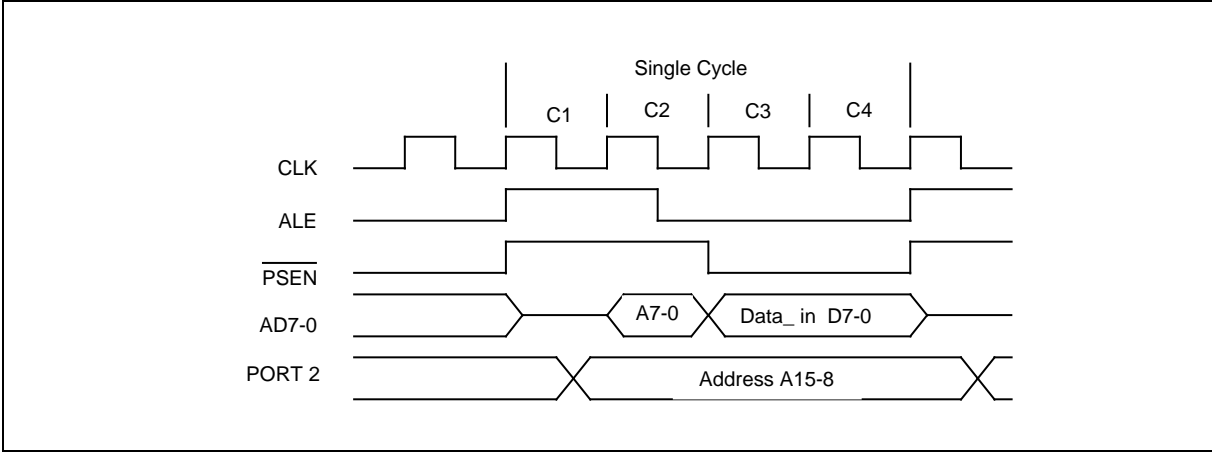 Single Cycle
C1 C2 C3 C4
CLK
ALE
PSEN
AD7-0 A7-0 Data_ in D7-0
PORT 2 Address A15-8